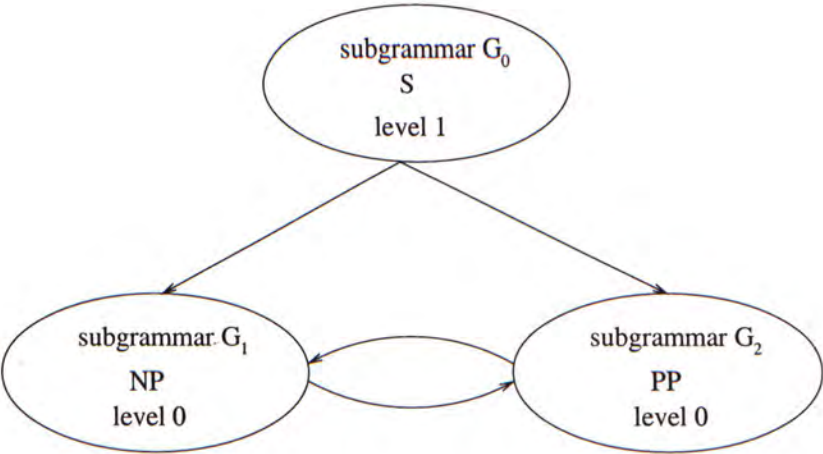 subgrammar G₀
S
level 1
subgrammar G₁
NP
level 0
subgrammar G₂
PP
level 0